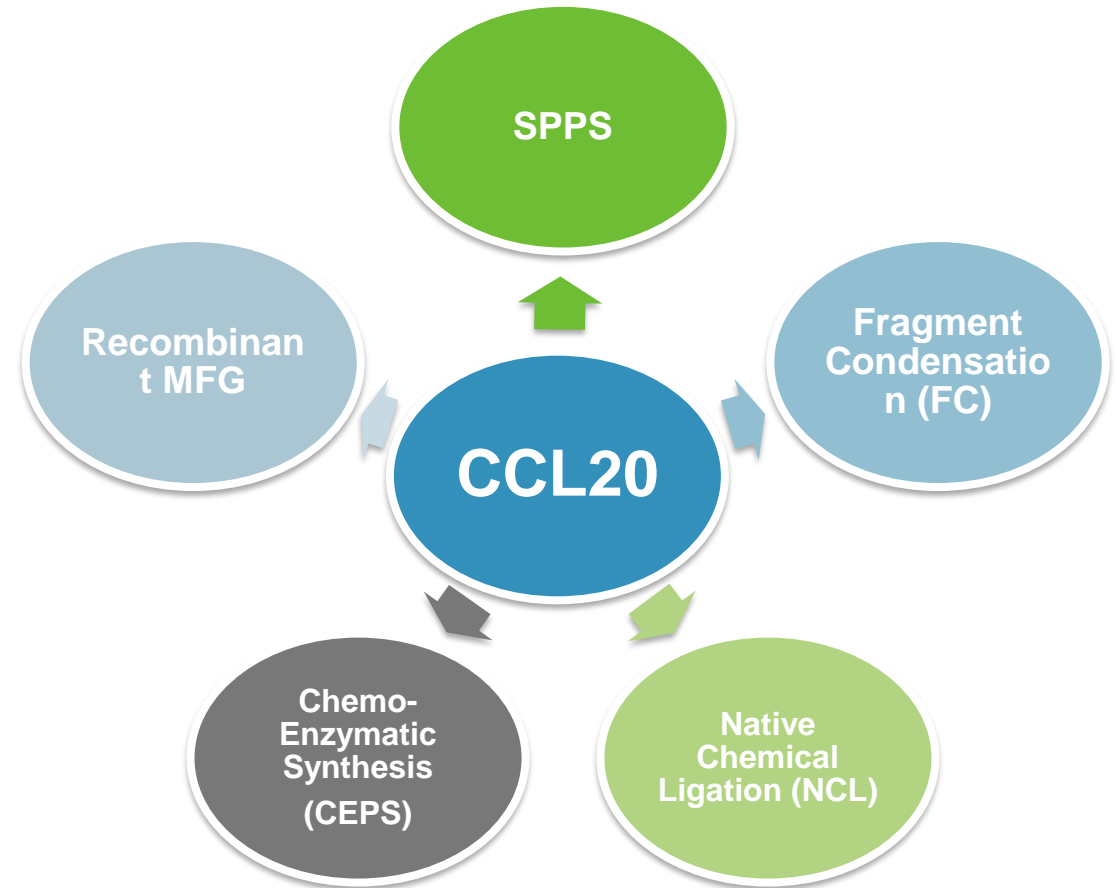 SPPS
Recombinan
t MFG
Fragment
Condensatio
n (FC)
CCL20
Chemo-
Enzymatic
Synthesis
(CEPS)
Native
Chemical
Ligation (NCL)